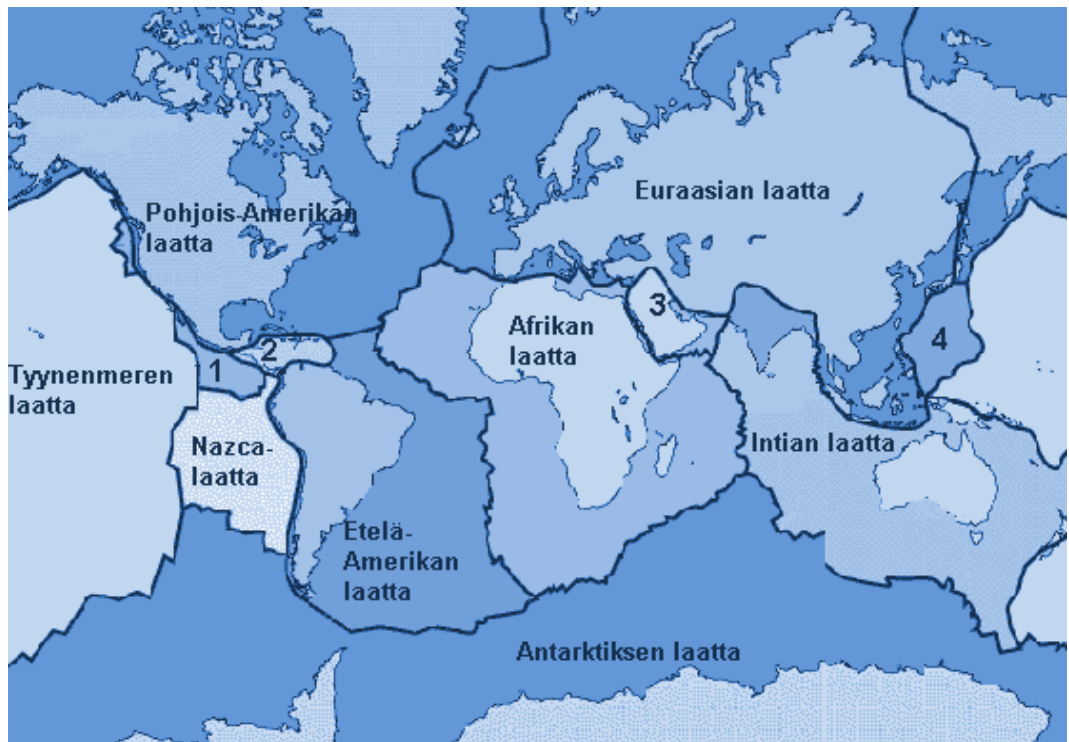 Pohjois-Amerikan
laatta
Euraasian laatta
3
Afrikan
laatta
4
2
1
Tyynenmeren
laatta
Nazca-
laatta
Intian laatta
Etelä-
Amerikan
laatta
Antarktiksen laatta